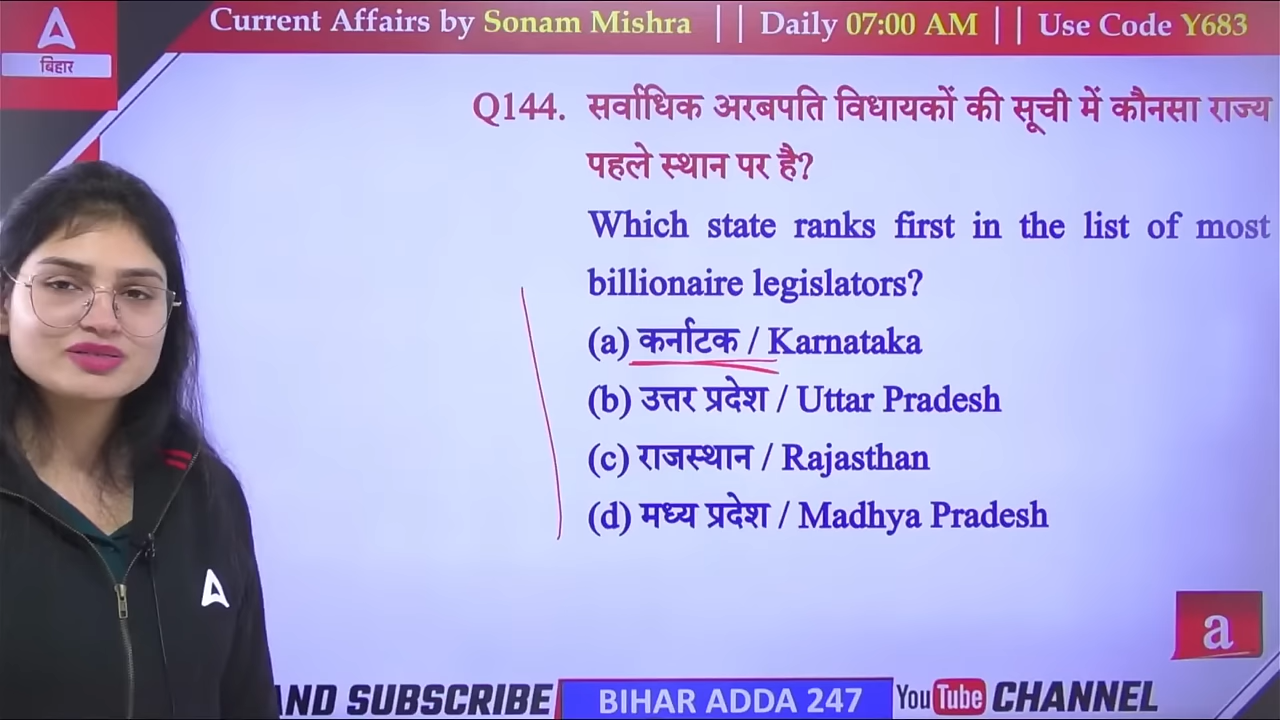 Current Affairs by Sonam Mishra || Daily 07:00 AM || Use Code Y683
बिहार
Q144. सर्वाधिक अरबपति विधायकों की सूची में कौनसा राज्य
पहले स्थान पर है?
Which state ranks first in the list of most
billionaire legislators?
(a) कर्नाटक / Karnataka
(b) उत्तर प्रदेश / Uttar Pradesh
(c) राजस्थान / Rajasthan
(d) मध्य प्रदेश / Madhya Pradesh
a
AND SUBSCRIBE BIHAR ADDA 247 YouTube CHANNEL